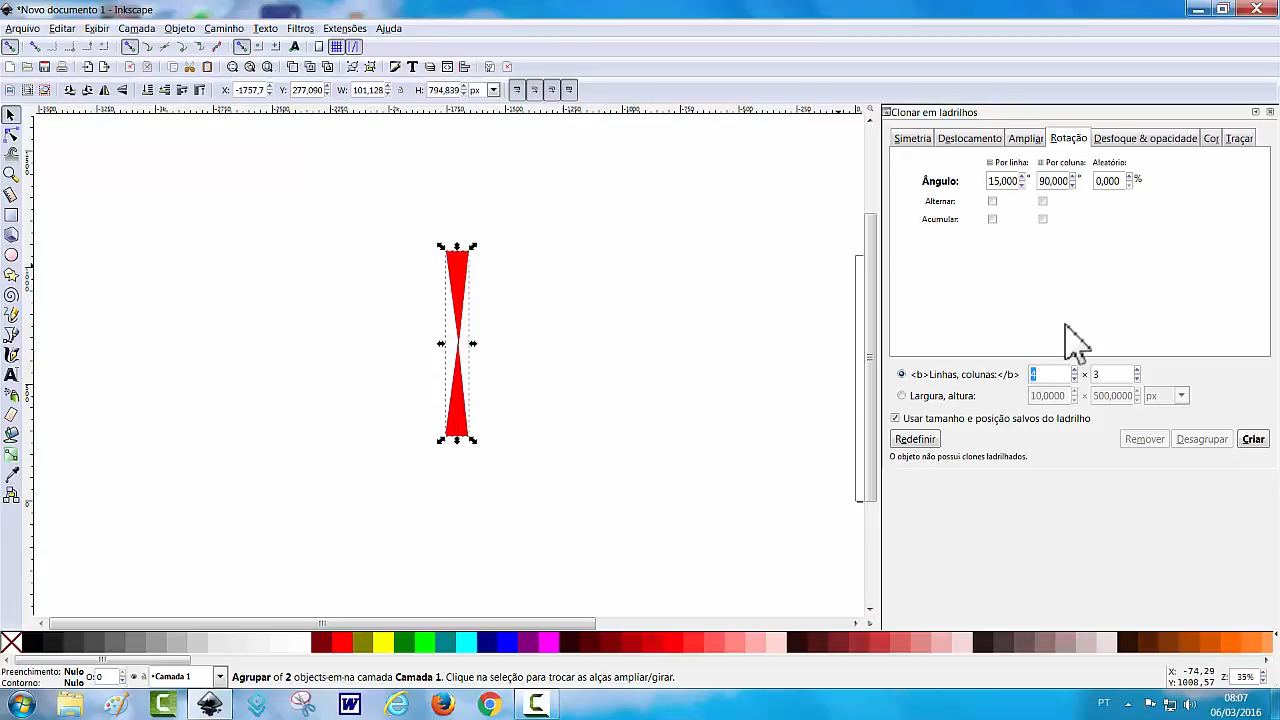 *Novo documento 1 - Inkscape
Arquivo Editar Exibir Camada Objeto Caminho Texto Filtros Extensões Ajuda
X: -1757,7 Y: 277,090 W: 101,128 H: 794,839 px
Clonar em ladrilhos
Simetria Deslocamento Ampliar Rotação Desfoque & opacidade Cor Traçar
Por linha: Por coluna: Aleatório:
Ângulo: 15,000 ° 90,000 ° 0,000 %
Alternar:
Acumular:
<b>Linhas, colunas:</b> 4 × 3
Largura, altura: 10,0000 × 500,0000 px
Usar tamanho e posição salvos do ladrilho
Redefinir Remover Desagrupar Criar
O objeto não possui clones ladrilhados.
Preenchimento: Nulo
Contorno: Nulo
O: 0
•Camada 1
Agrupar of 2 objects-em-na camada Camada 1. Clique na seleção para trocar as alças ampliar/girar.
X: -74,29
Y: 1008,57
Z: 35%
PT
08:07
06/03/2016